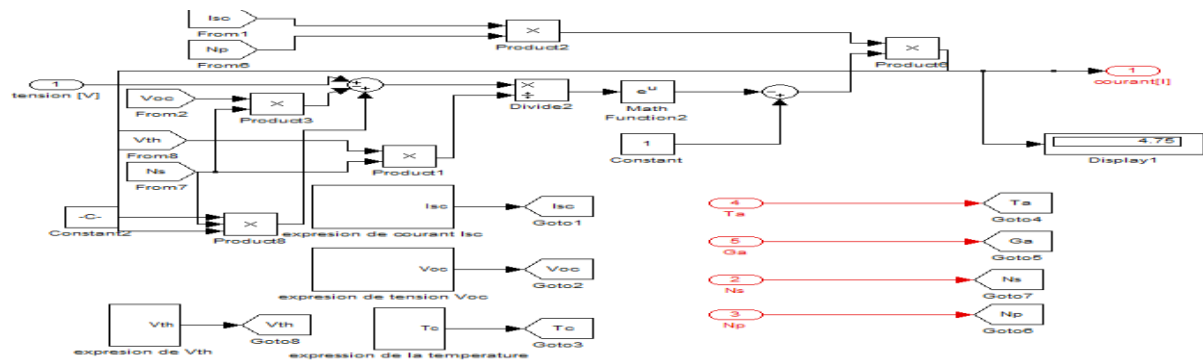 Isc
From1
Np
From6
×
Product2
×
Product6
1
tension [V]
Voc
From2
×
Product3
×
÷
Divide2
e^u
Math
Function2
1
courant[I]
Vth
From8
×
Product1
1
Constant
4.75
Display1
Ns
From7
-C-
Constant2
×
Product8
Isc
Isc
Goto1
expresion de courant Isc
4
Ta
Ta
Goto4
5
Ga
Ga
Goto5
Voc
Voc
Goto2
expresion de tension Voc
2
Ns
Ns
Goto7
Vth
Vth
Goto8
expresion de Vth
Tc
Tc
Goto3
expression de la temperature
3
Np
Np
Goto6